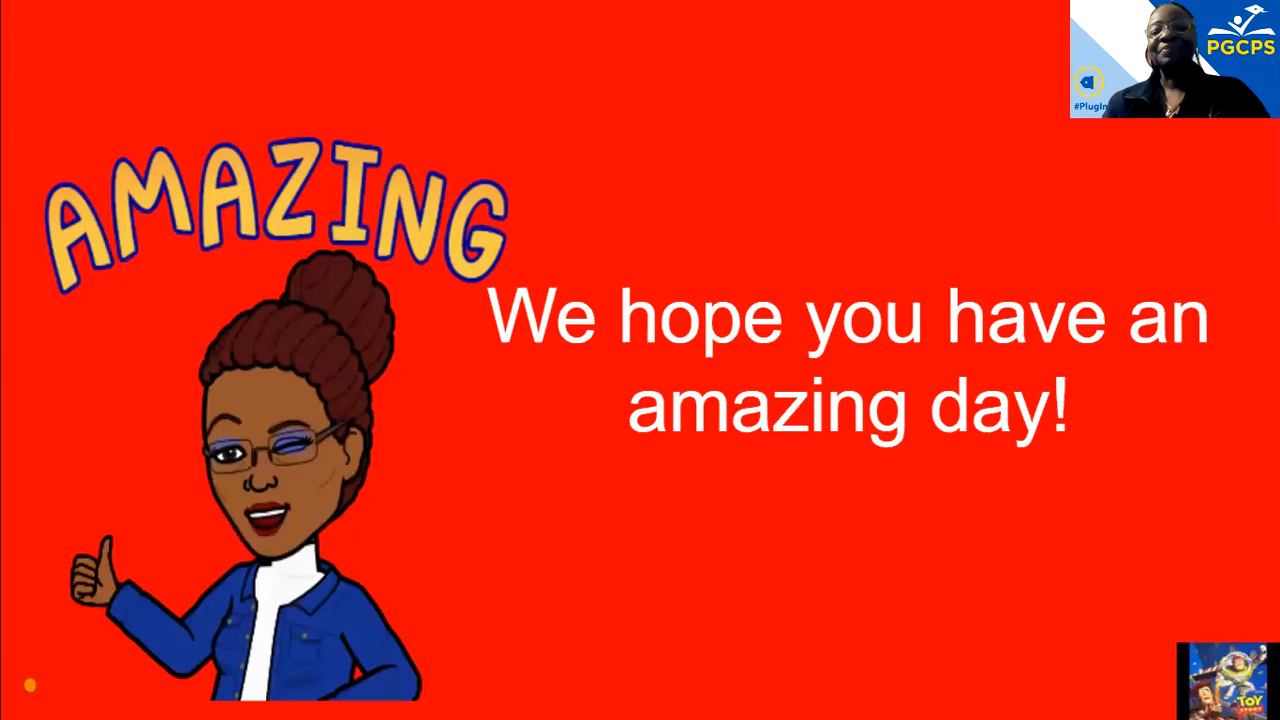 PGCPS
#PlugIn
AMAZING
We hope you have an
amazing day!
TOY
STORY